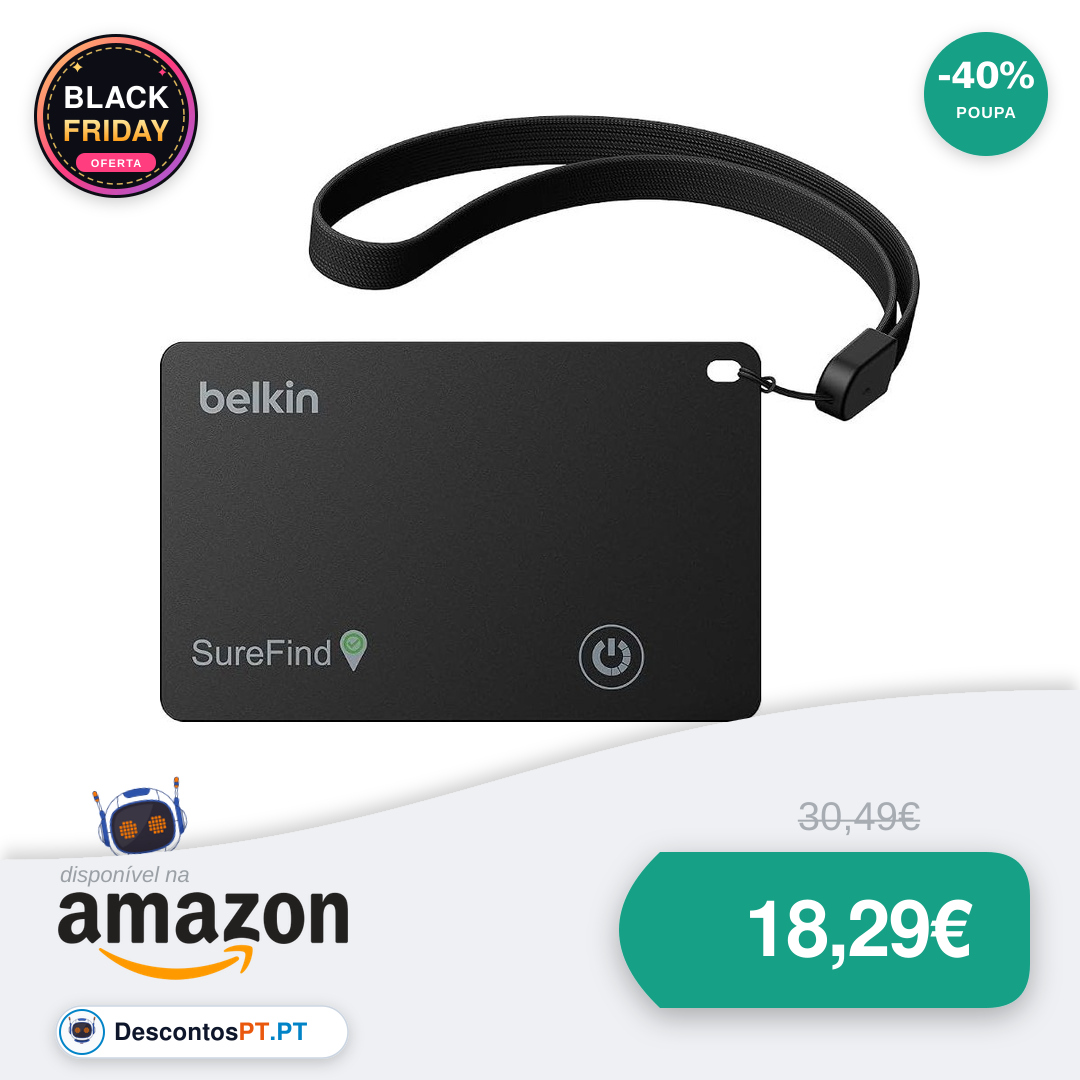 BLACK
FRIDAY
OFERTA
-40%
POUPA
belkin
SureFind
30,49€
disponível na
amazon
18,29€
DescontosPT.PT